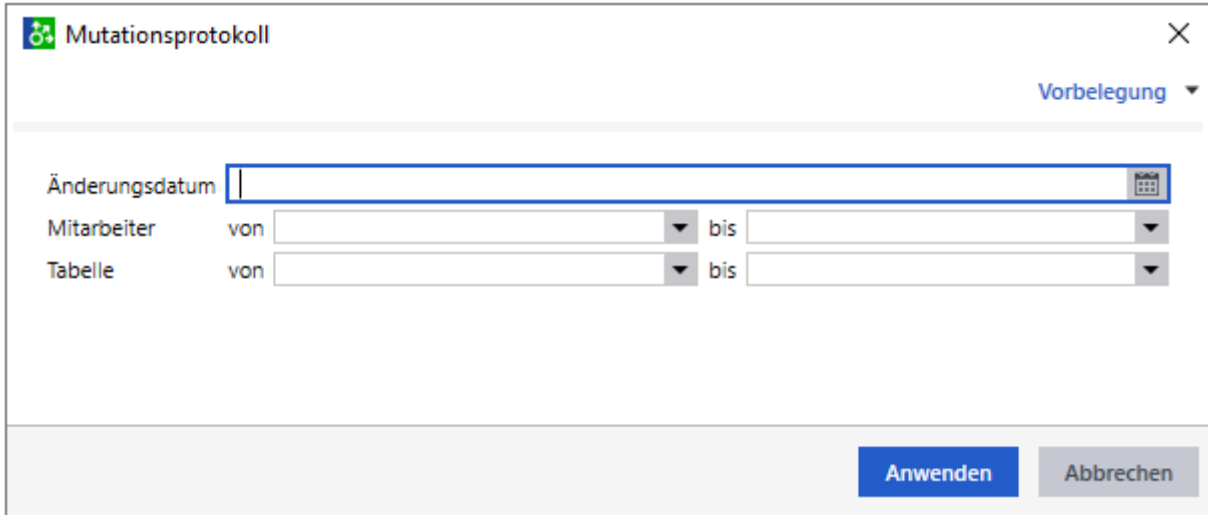 Mutationsprotokoll
Vorbelegung
Änderungsdatum
Mitarbeiter von bis
Tabelle von bis
Anwenden Abbrechen